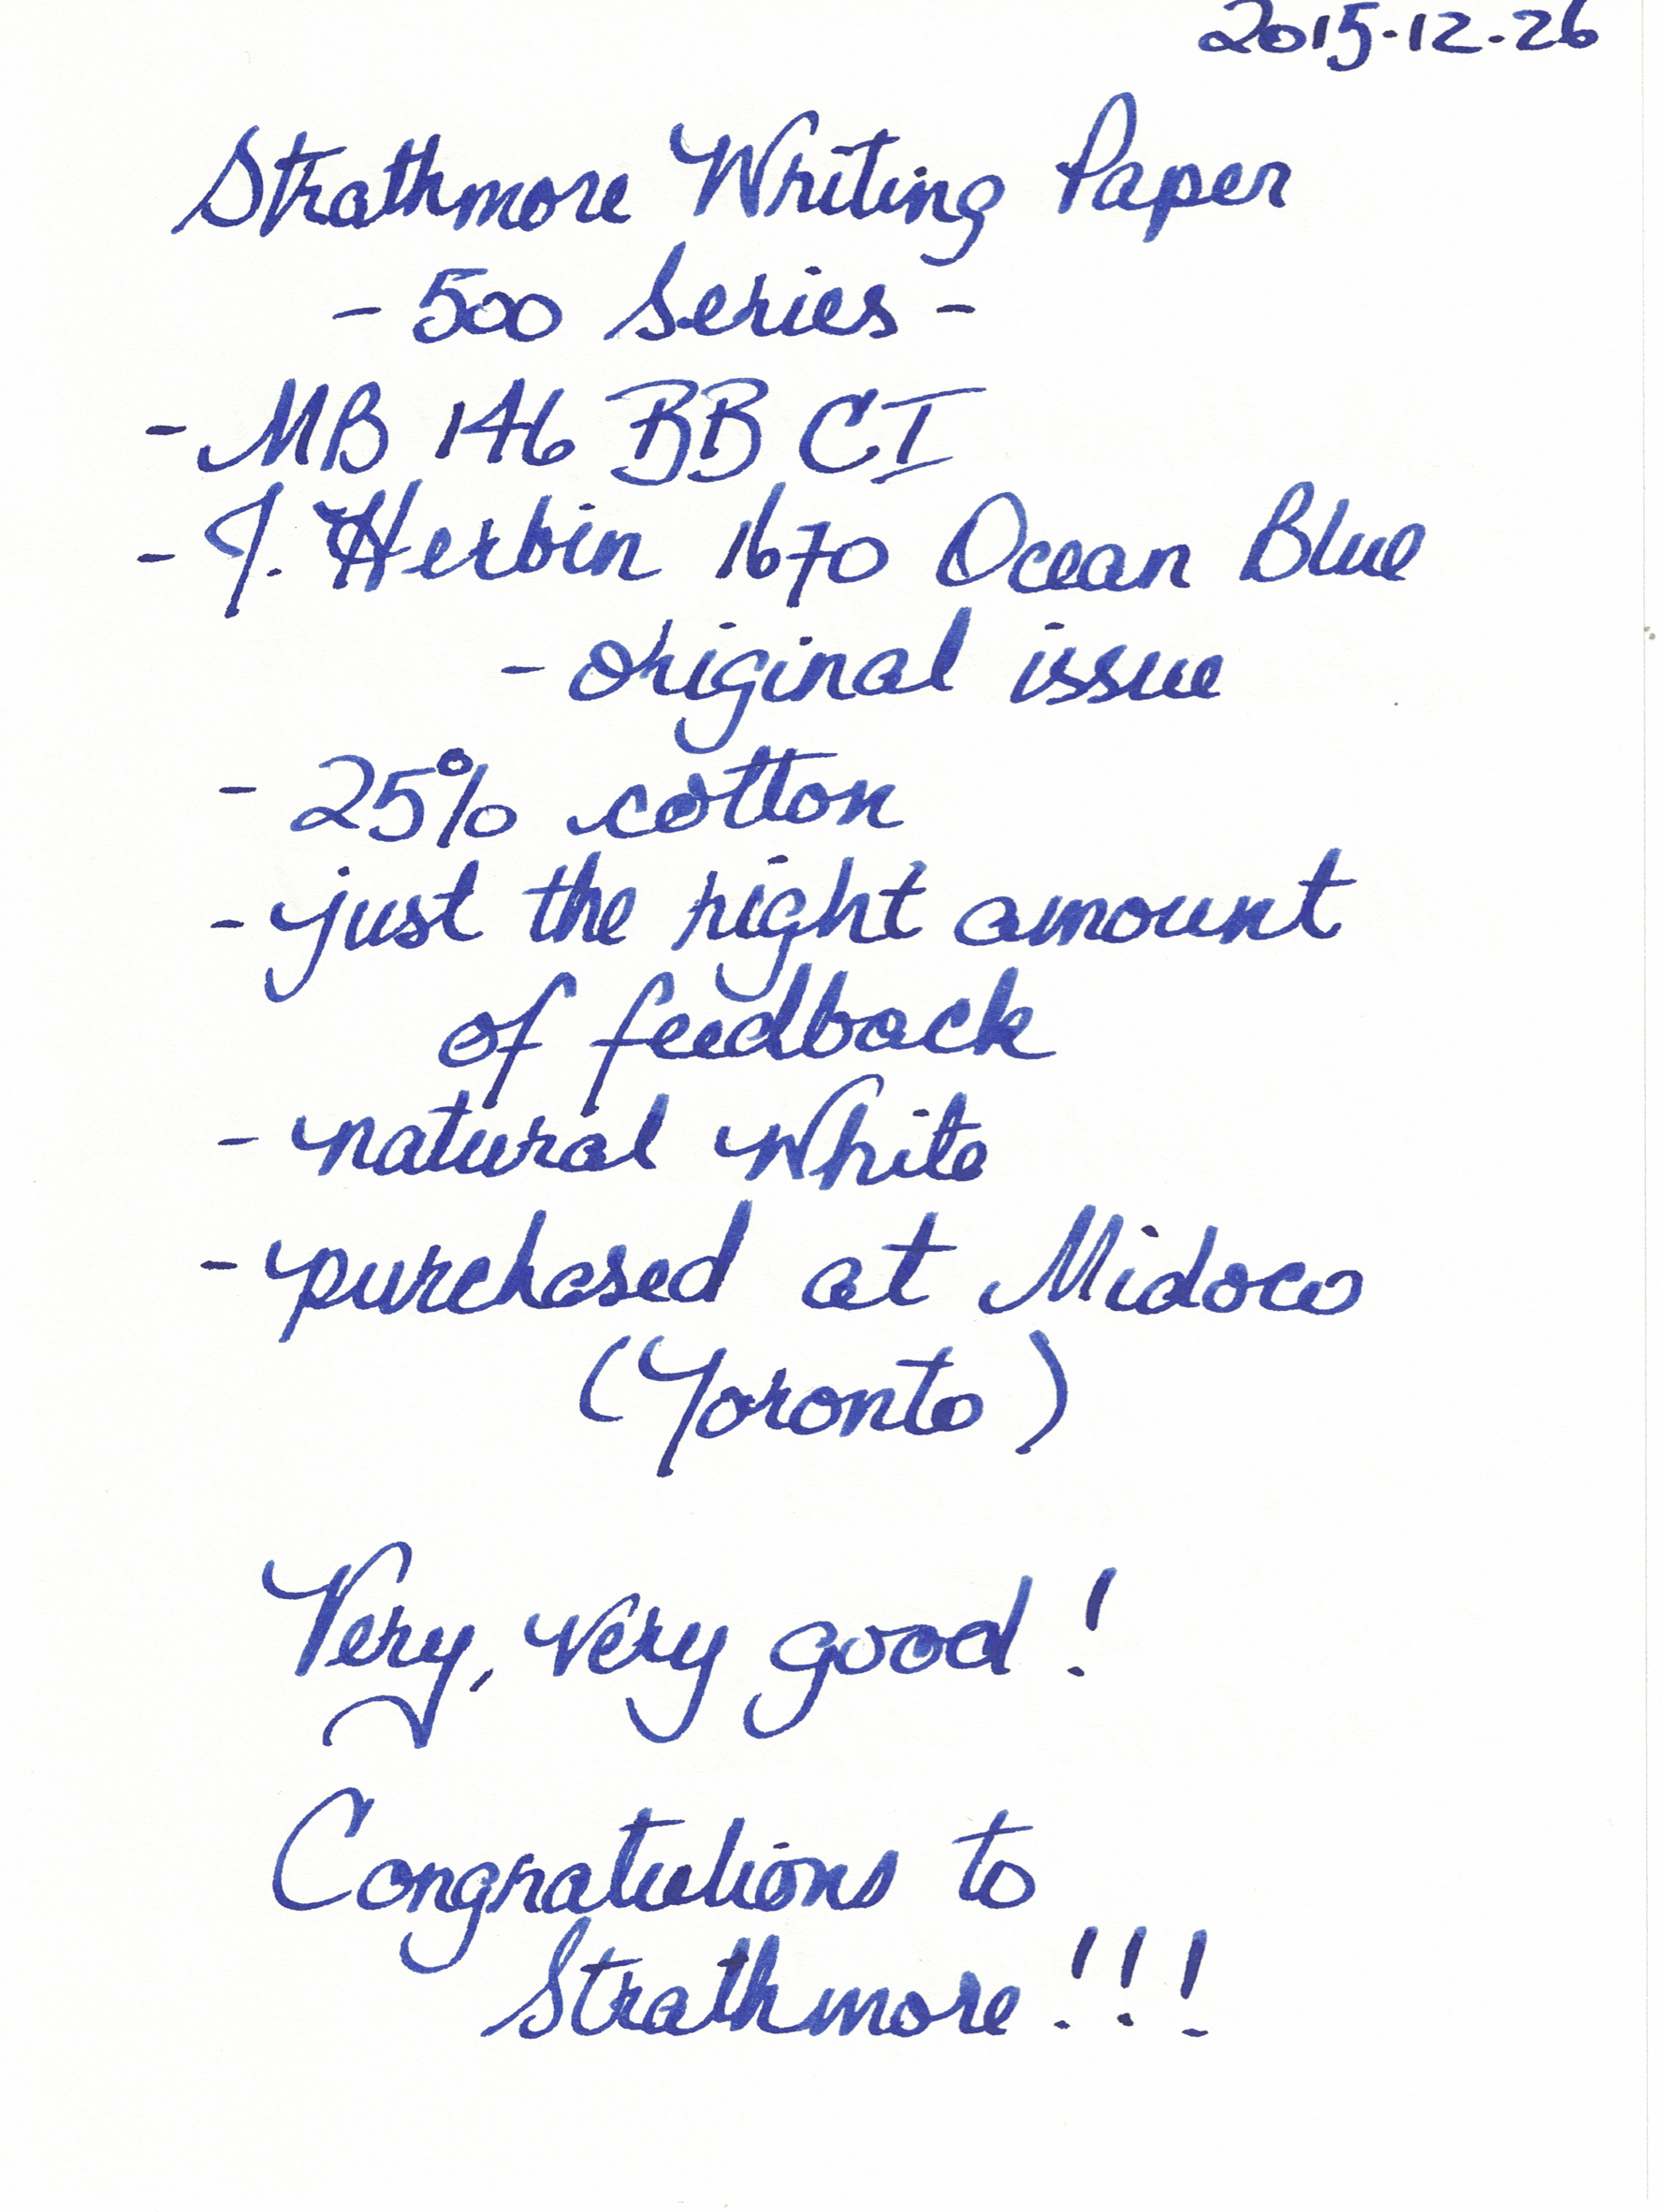 2015-12-26
Strathmore Writing Paper
- 500 Series -
- MB 146 BB CI
- J. Herbin 1670 Ocean Blue
- original issue
- 25% cotton
- just the right amount
of feedback
- natural White
- purchased at Midoco
(Toronto)
Very, very good!
Congratulions to
Strathmore!!!